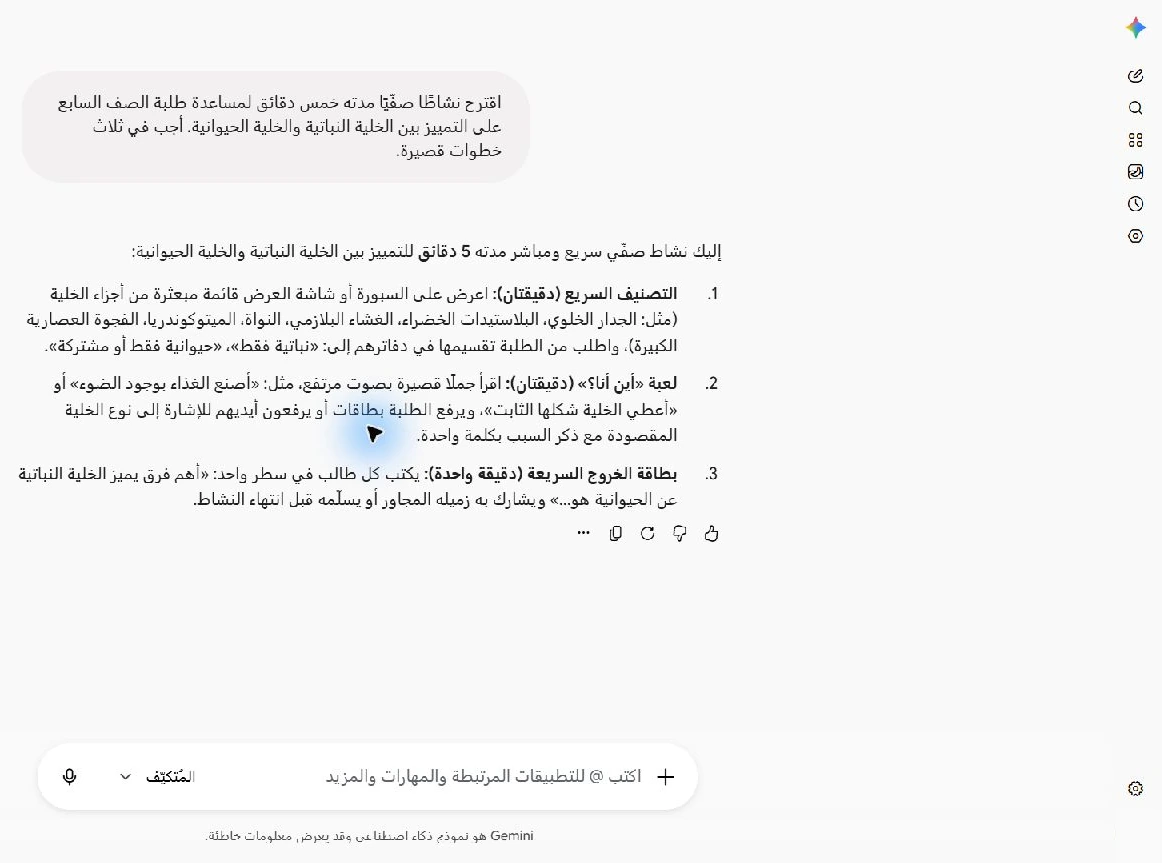 اقترح نشاطًا صفّيًا مدته خمس دقائق لمساعدة طلبة الصف السابع
على التمييز بين الخلية النباتية والخلية الحيوانية. أجب في ثلاث
خطوات قصيرة.
إليك نشاط صفّي سريع ومباشر مدته 5 دقائق للتمييز بين الخلية النباتية والخلية الحيوانية:
1. التصنيف السريع (دقيقتان): اعرض على السبورة أو شاشة العرض قائمة مبعثرة من أجزاء الخلية
(مثل: الجدار الخلوي، البلاستيدات الخضراء، الغشاء البلازمي، النواة، الميتوكوندريا، الفجوة العصارية
الكبيرة)، واطلب من الطلبة تقسيمها في دفاترهم إلى: «نباتية فقط»، «حيوانية فقط أو مشتركة».
2. لعبة «أين أنا؟» (دقيقتان): اقرأ جملًا قصيرة بصوت مرتفع، مثل: «أصنع الغذاء بوجود الضوء» أو
«أعطي الخلية شكلها الثابت»، ويرفع الطلبة بطاقات أو يرفعون أيديهم للإشارة إلى نوع الخلية
المقصودة مع ذكر السبب بكلمة واحدة.
3. بطاقة الخروج السريعة (دقيقة واحدة): يكتب كل طالب في سطر واحد: «أهم فرق يميز الخلية النباتية
عن الحيوانية هو...» ويشارك به زميله المجاور أو يسلّمه قبل انتهاء النشاط.
اكتب @ للتطبيقات المرتبطة والمهارات والمزيد
المُتكيّف
Gemini هو نموذج ذكاء اصطناعي وقد يعرض معلومات خاطئة.